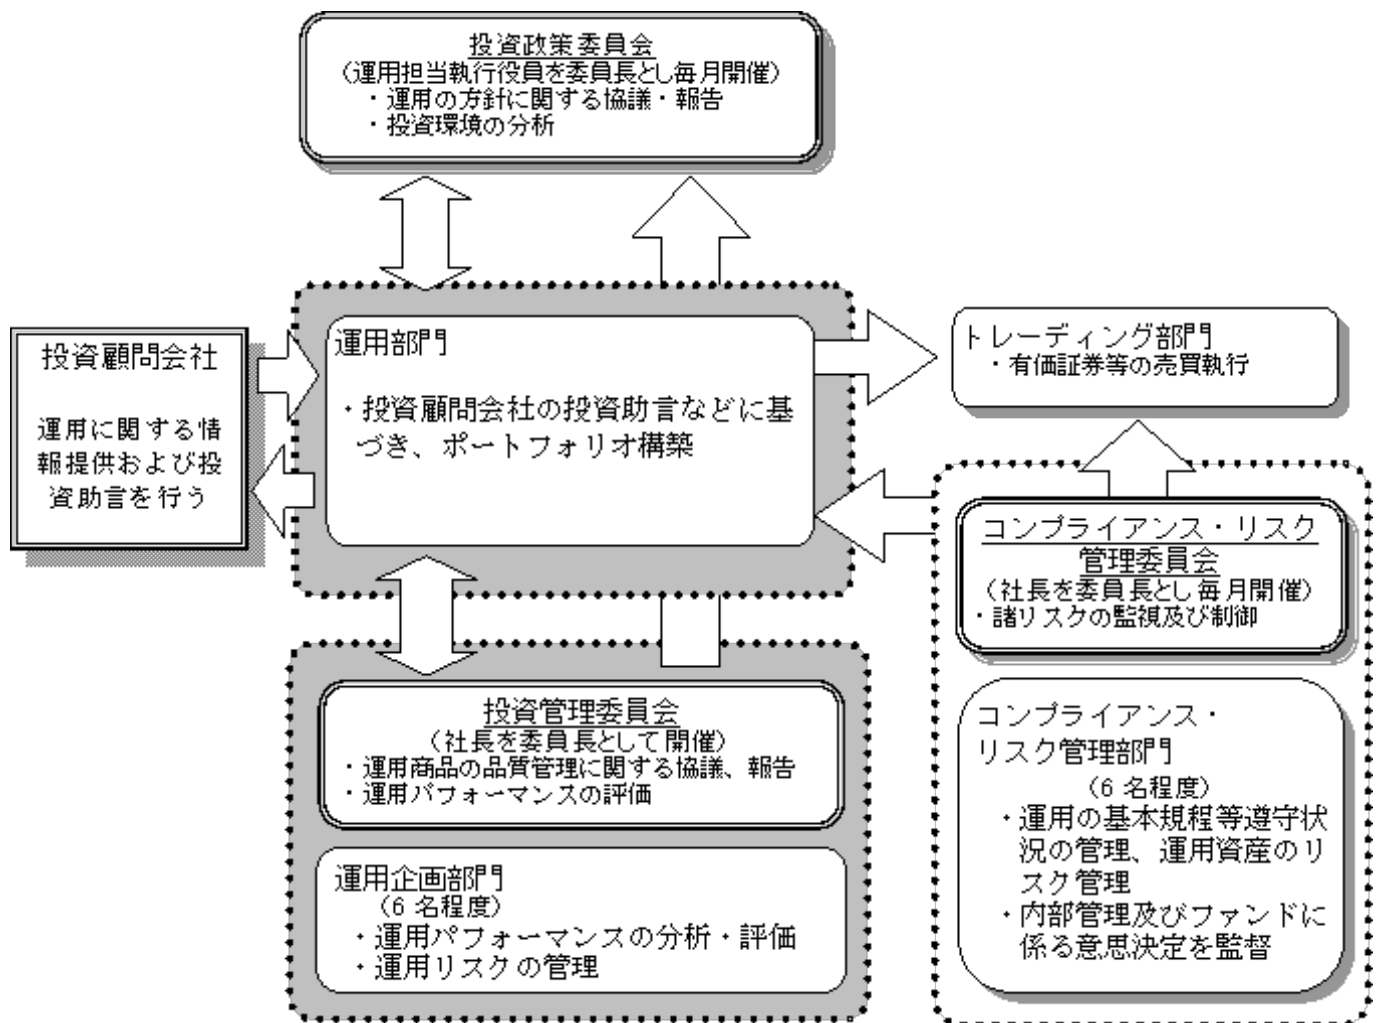 投資政策委員会
（運用担当執行役員を委員長とし毎月開催）
・運用の方針に関する協議・報告
・投資環境の分析
投資顧問会社
運用に関する情
報提供および投
資助言を行う
運用部門
・投資顧問会社の投資助言などに基
づき、ポートフォリオ構築
トレーディング部門
・有価証券等の売買執行
コンプライアンス・リスク
管理委員会
（社長を委員長とし毎月開催）
・諸リスクの監視及び制御
コンプライアンス・
リスク管理部門
（6 名程度）
・運用の基本規程等遵守状
況の管理、運用資産のリ
スク管理
・内部管理及びファンドに
係る意思決定を監督
投資管理委員会
（社長を委員長として開催）
・運用商品の品質管理に関する協議、報告
・運用パフォーマンスの評価
運用企画部門
（6 名程度）
・運用パフォーマンスの分析・評価
・運用リスクの管理